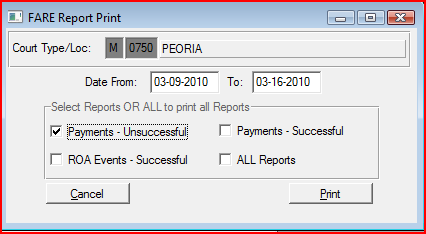 FARE Report Print
Court Type/Loc: M 0750 PEORIA
Date From: 03-09-2010 To: 03-16-2010
Select Reports OR ALL to print all Reports
Payments - Unsuccessful Payments - Successful
ROA Events - Successful ALL Reports
Cancel Print